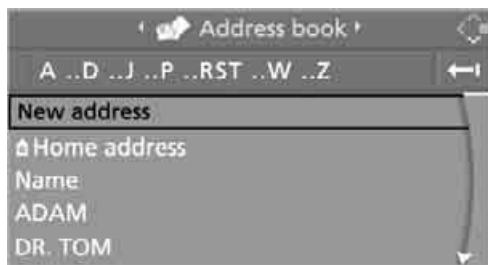 Address book
A ..D ..J ..P ..RST ..W ..Z
New address
Home address
Name
ADAM
DR. TOM